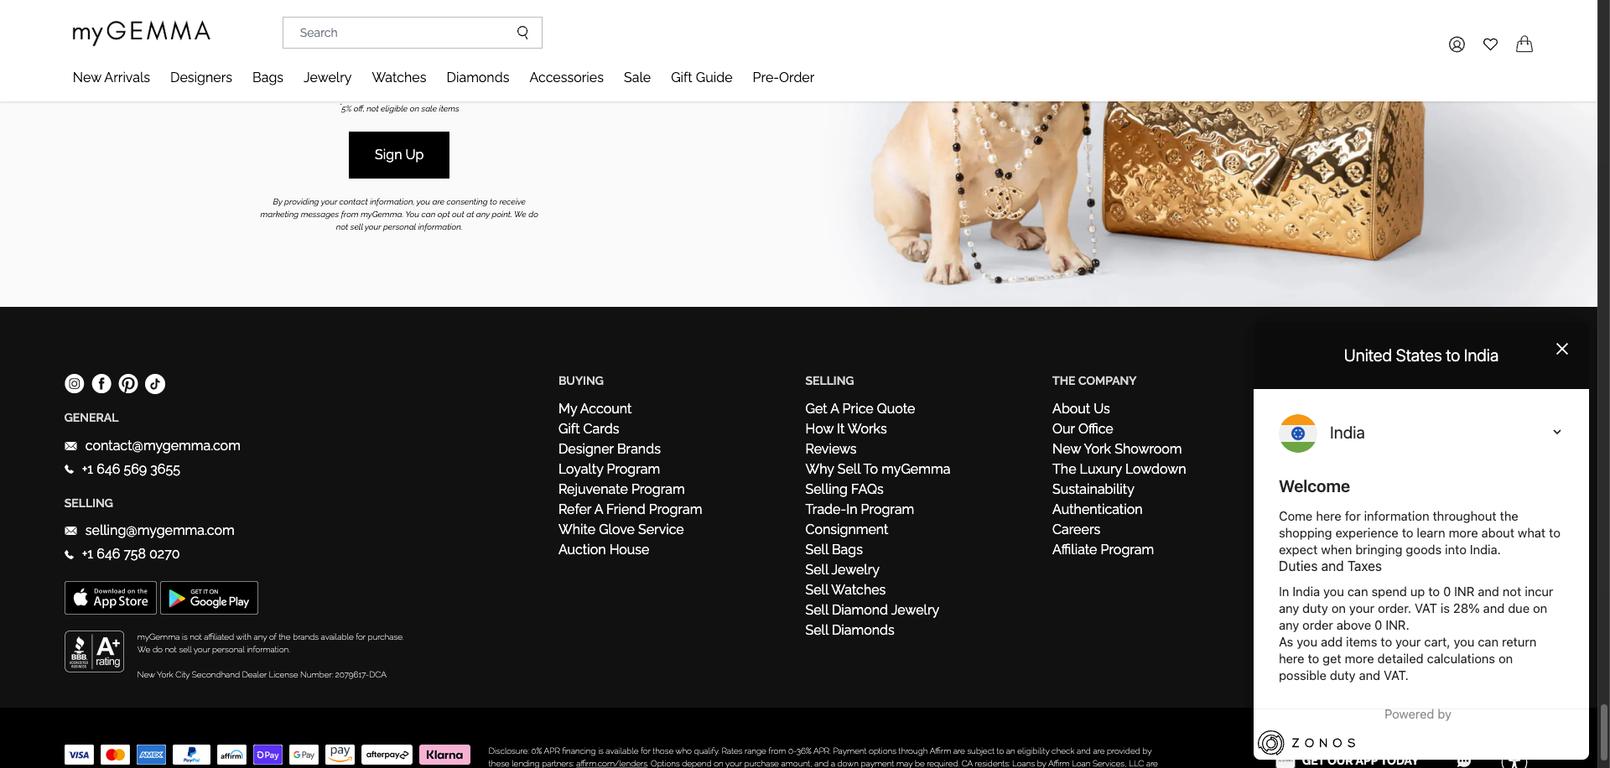 myGEMMA
Search
New Arrivals Designers Bags Jewelry Watches Diamonds Accessories Sale Gift Guide Pre-Order
*5% off, not eligible on sale items
Sign Up
By providing your contact information, you are consenting to receive
marketing messages from myGemma. You can opt out at any point. We do
not sell your personal information.
GENERAL
contact@mygemma.com
+1 646 569 3655
SELLING
selling@mygemma.com
+1 646 758 0270
Download on the
App Store
GET IT ON
Google Play
BBB
ACCREDITED
BUSINESS
A+
rating
myGemma is not affiliated with any of the brands available for purchase.
We do not sell your personal information.
New York City Secondhand Dealer License Number: 2079617-DCA
BUYING
My Account
Gift Cards
Designer Brands
Loyalty Program
Rejuvenate Program
Refer A Friend Program
White Glove Service
Auction House
SELLING
Get A Price Quote
How It Works
Reviews
Why Sell To myGemma
Selling FAQs
Trade-In Program
Consignment
Sell Bags
Sell Jewelry
Sell Watches
Sell Diamond Jewelry
Sell Diamonds
THE COMPANY
About Us
Our Office
New York Showroom
The Luxury Lowdown
Sustainability
Authentication
Careers
Affiliate Program
United States to India
India
Welcome
Come here for information throughout the
shopping experience to learn more about what to
expect when bringing goods into India.
Duties and Taxes
In India you can spend up to 0 INR and not incur
any duty on your order. VAT is 28% and due on
any order above 0 INR.
As you add items to your cart, you can return
here to get more detailed calculations on
possible duty and VAT.
Powered by
ZONOS
VISA AMEX PayPal affirm D Pay G Pay pay afterpay Klarna
Disclosure: 0% APR financing is available for those who qualify. Rates range from 0-36% APR. Payment options through Affirm are subject to an eligibility check and are provided by
these lending partners: affirm.com/lenders. Options depend on your purchase amount, and a down payment may be required. CA residents: Loans by Affirm Loan Services, LLC are
GET OUR APP TODAY